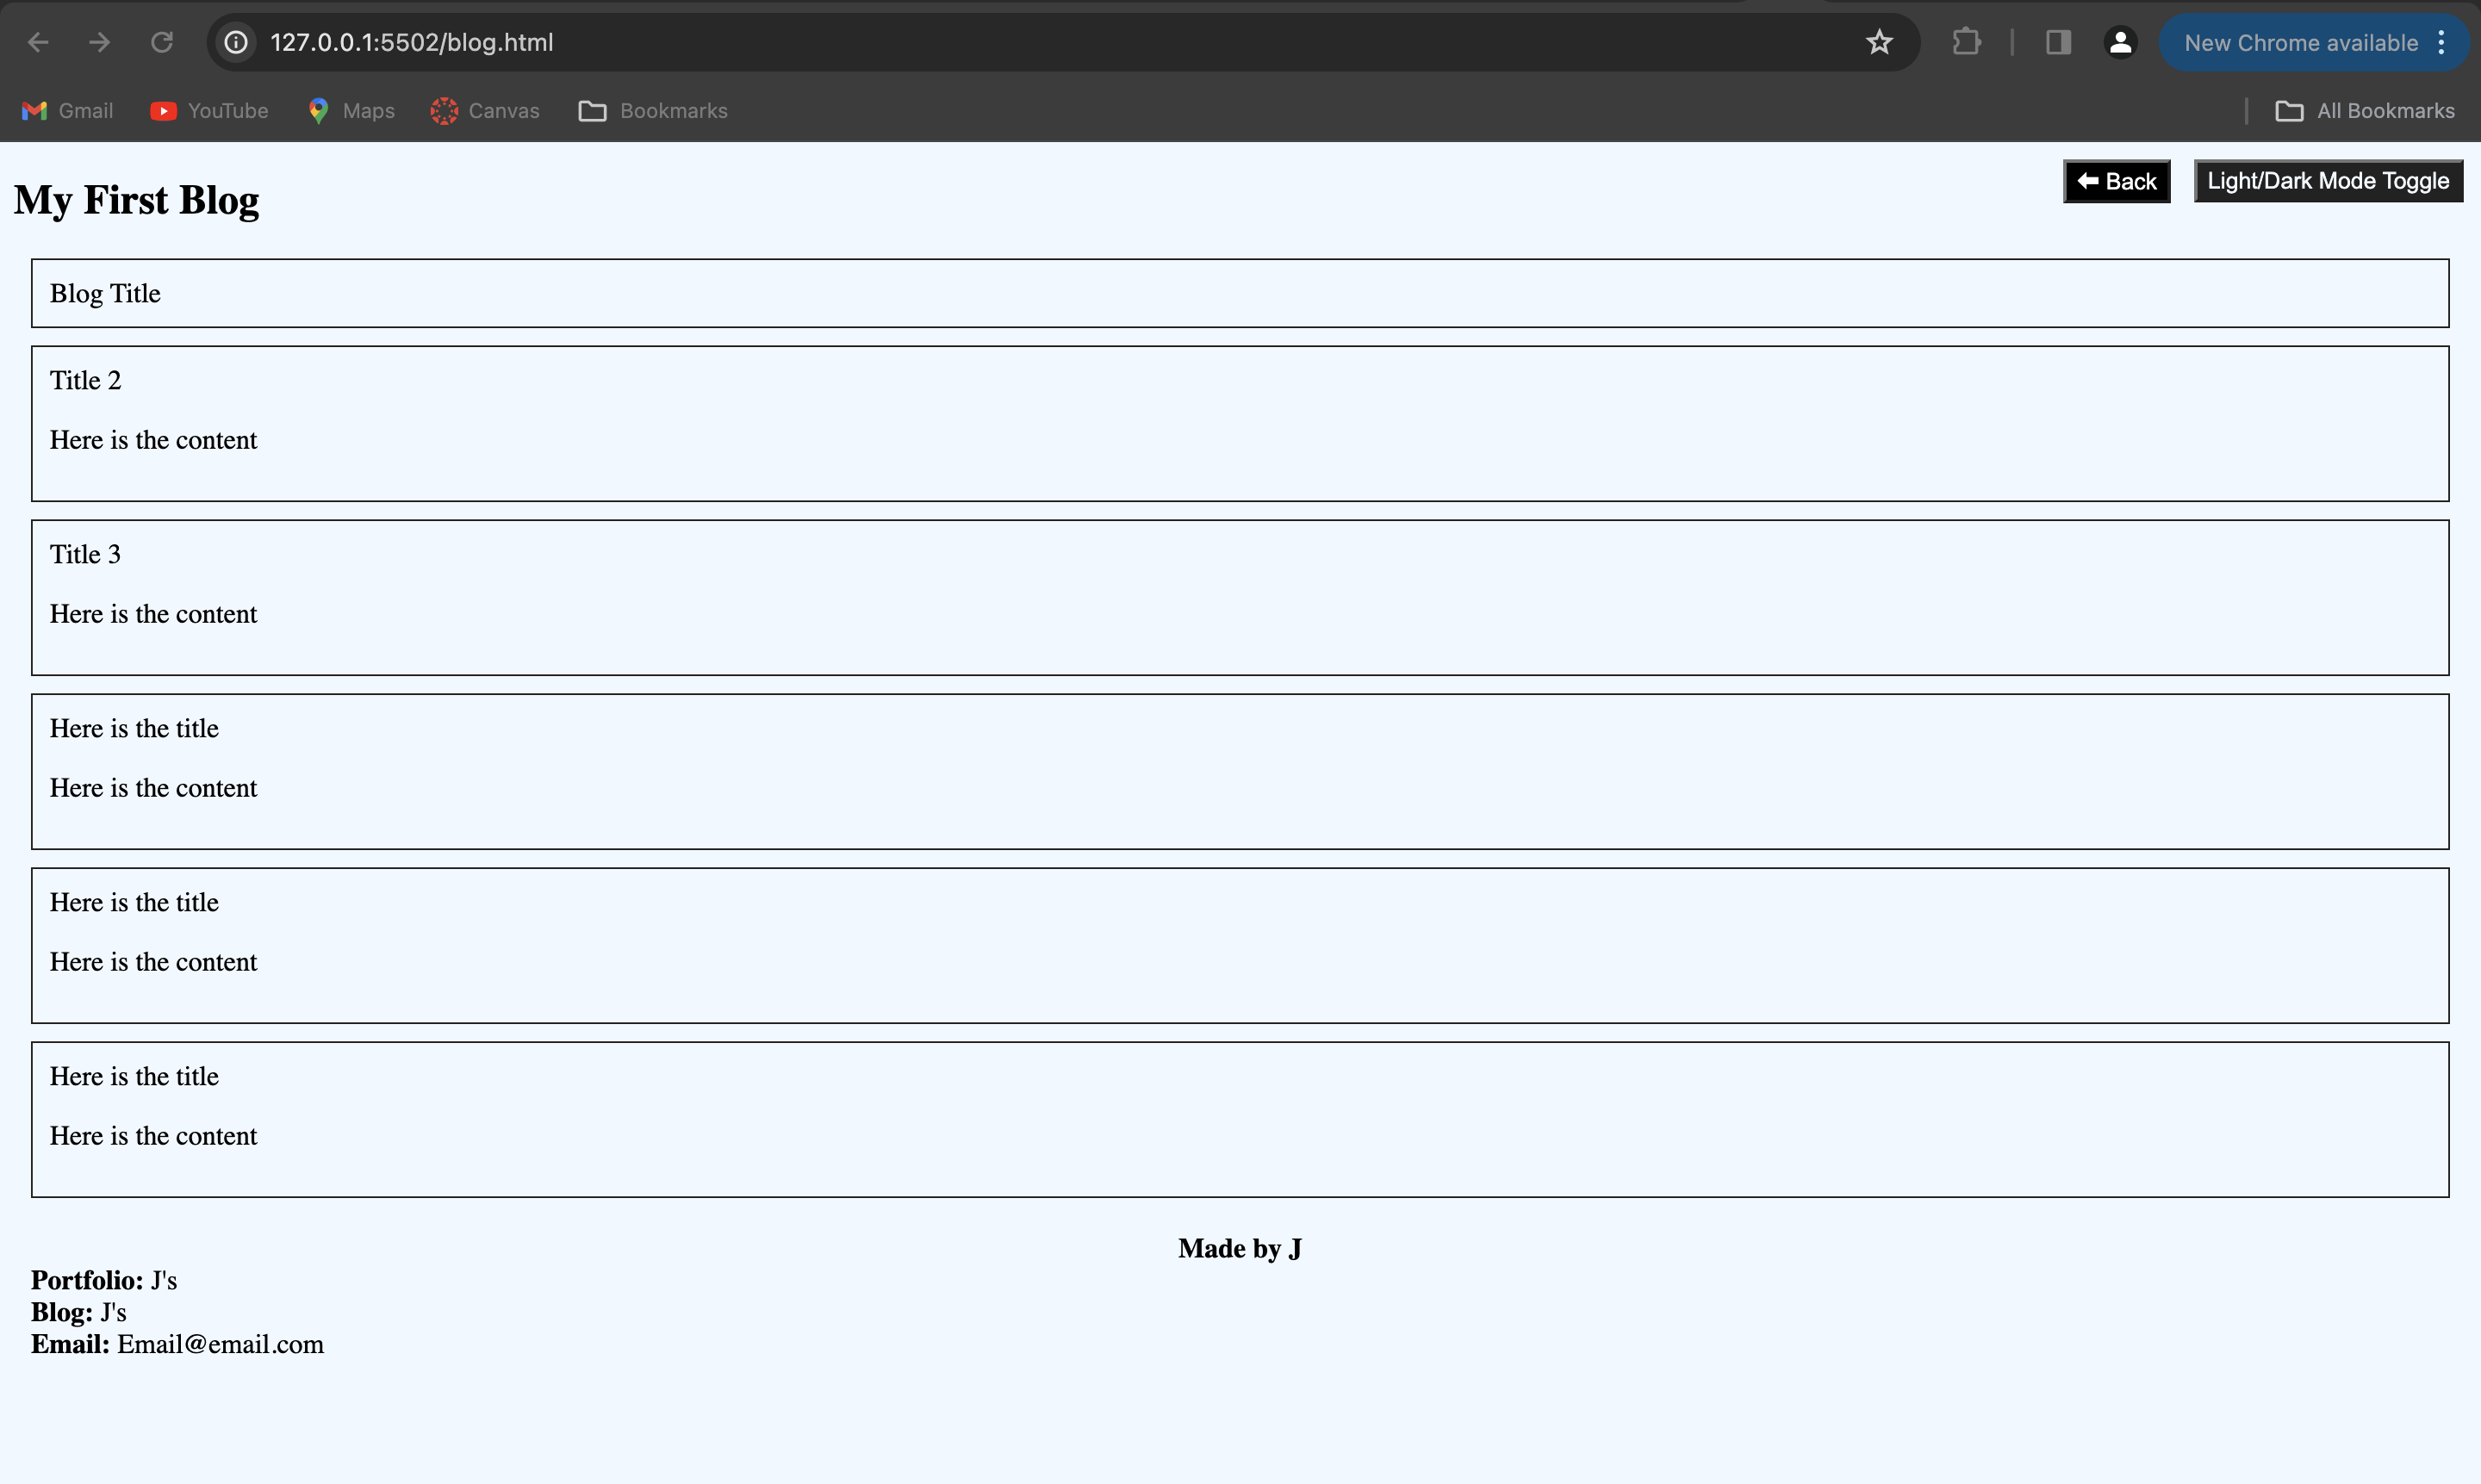 127.0.0.1:5502/blog.html
New Chrome available
Gmail YouTube Maps Canvas Bookmarks All Bookmarks
My First Blog
Back Light/Dark Mode Toggle
Blog Title
Title 2
Here is the content
Title 3
Here is the content
Here is the title
Here is the content
Here is the title
Here is the content
Here is the title
Here is the content
Made by J
Portfolio: J's
Blog: J's
Email: Email@email.com